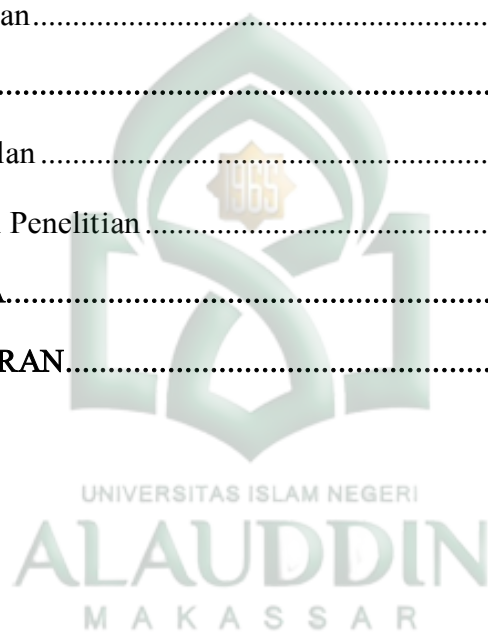 an........................................................
............................................................
lan......................................................
Penelitian..........................................
A..........................................................
RAN...................................................
1965
UNIVERSITAS ISLAM NEGERI
ALAUDDIN
MAKASSAR